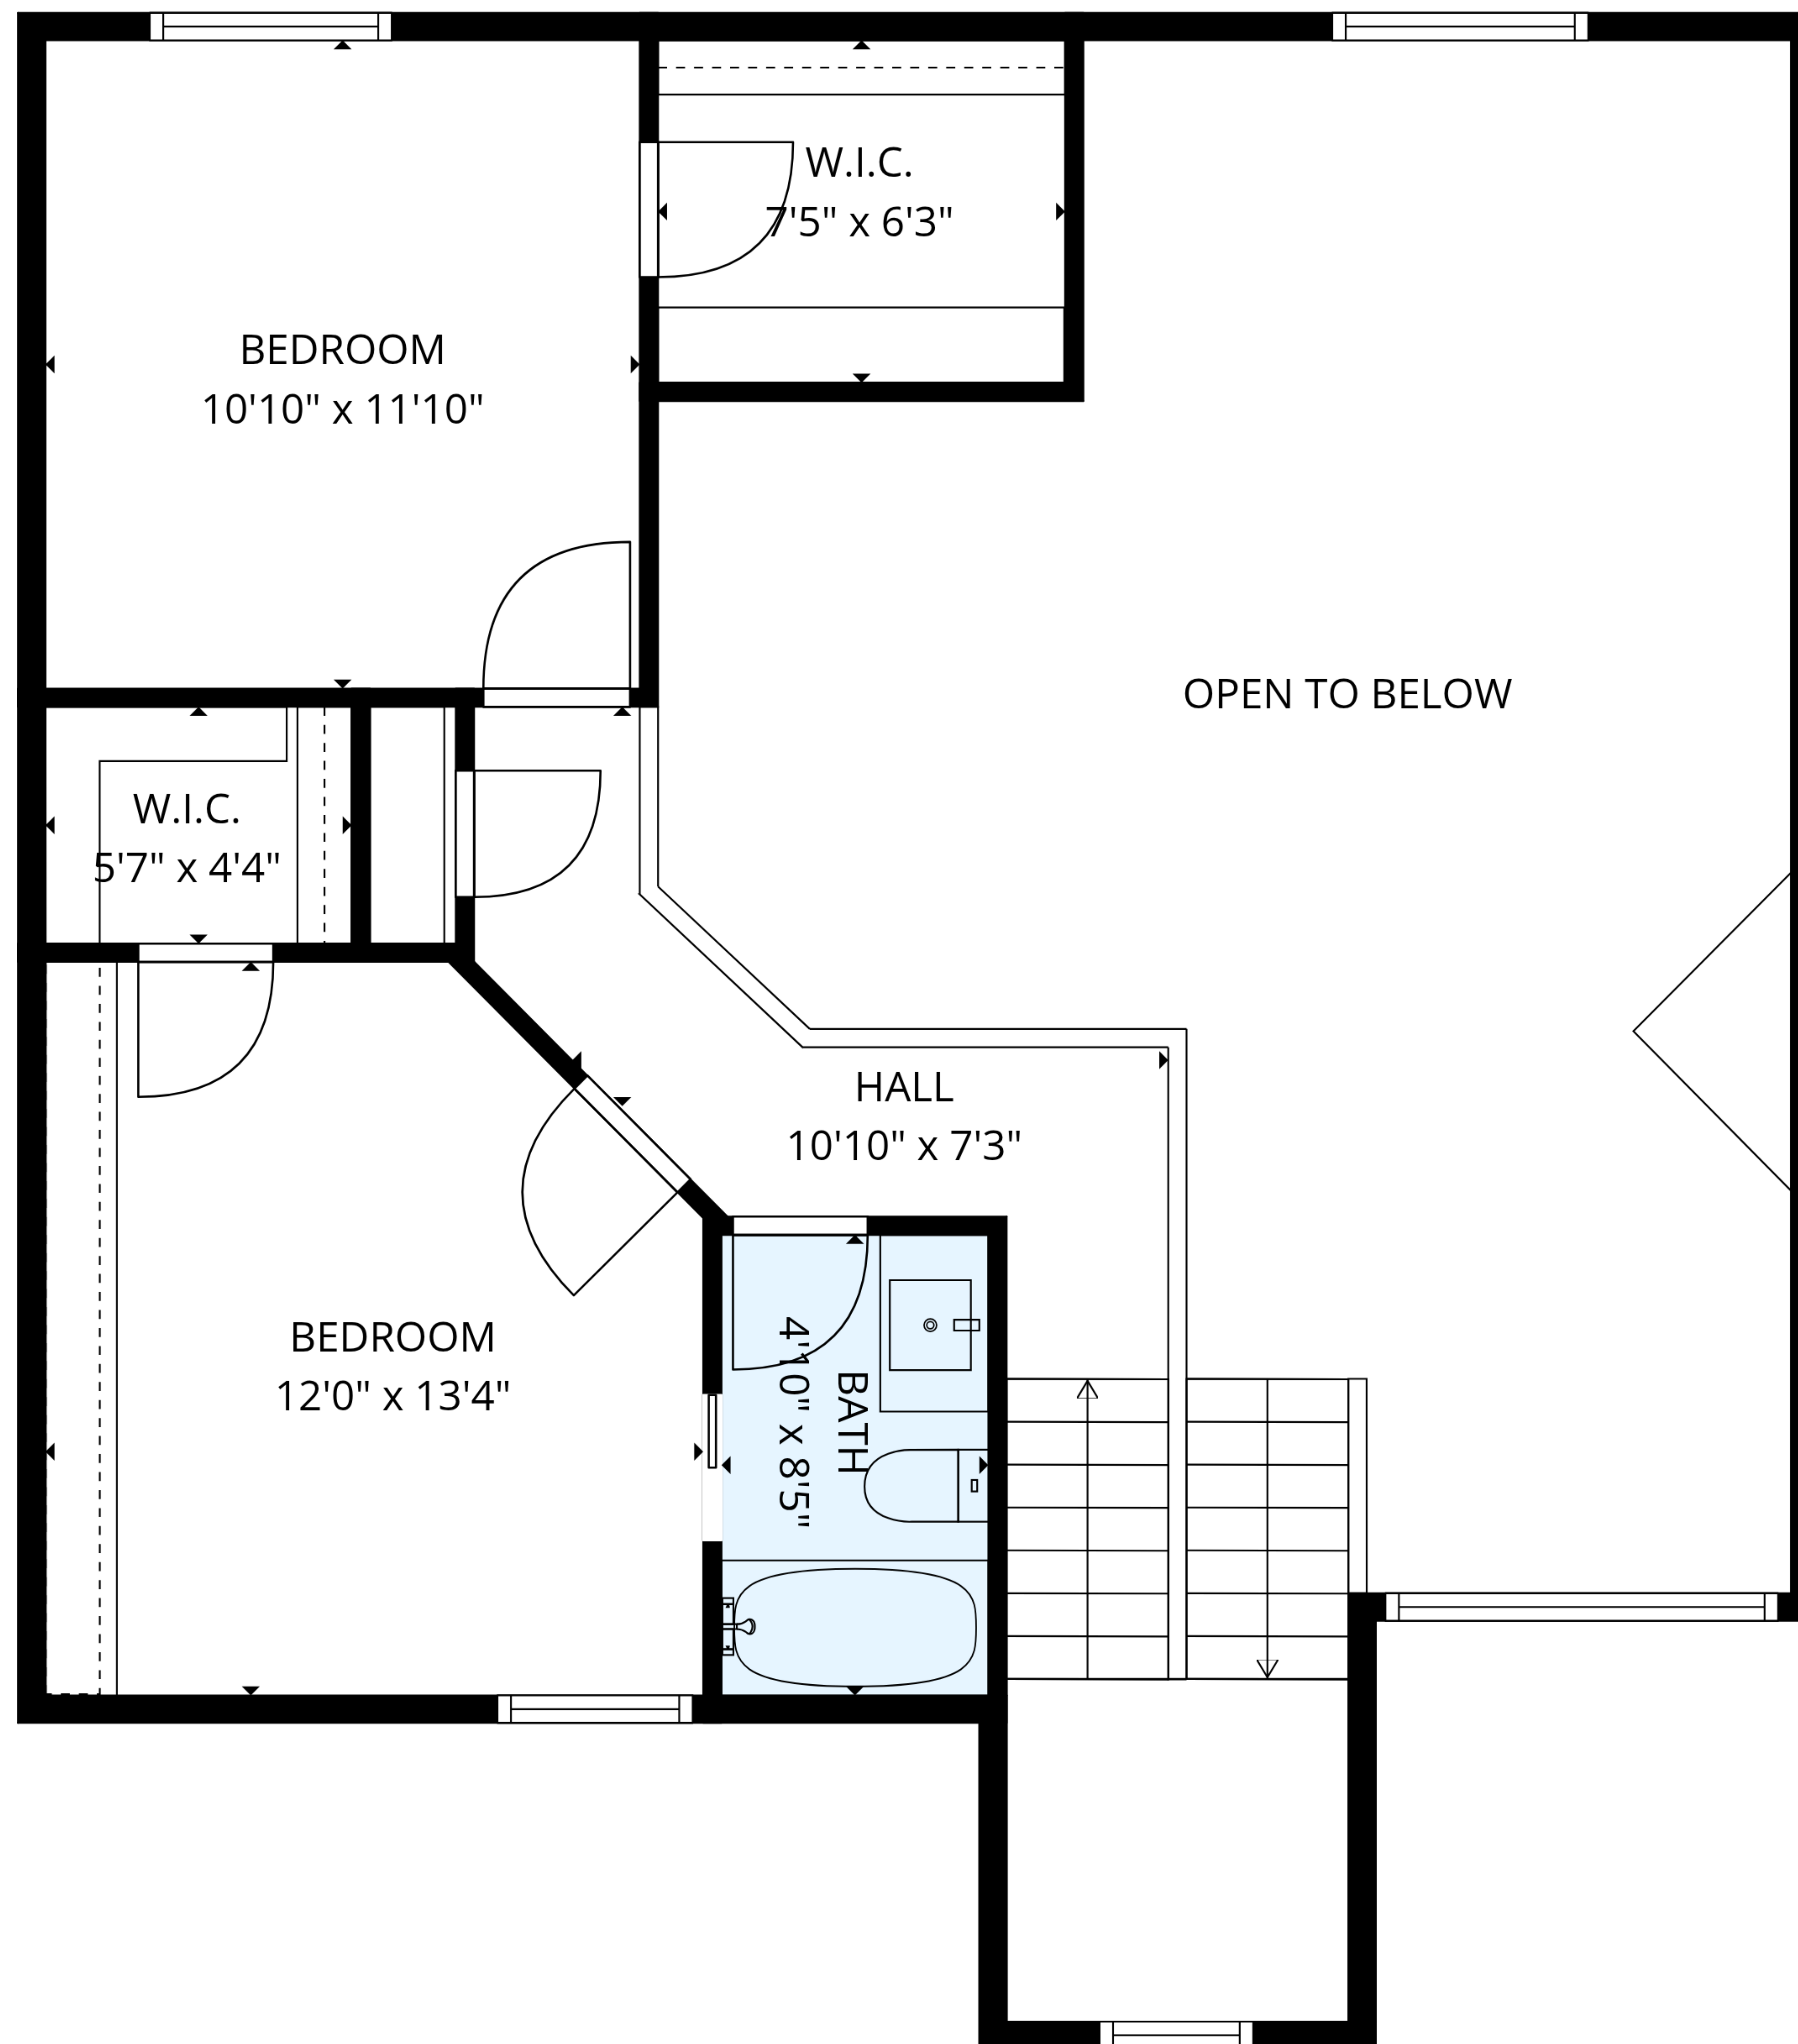 W.I.C.
7'5" x 6'3"
BEDROOM
10'10" x 11'10"
OPEN TO BELOW
W.I.C.
5'7" x 4'4"
HALL
10'10" x 7'3"
BEDROOM
12'0" x 13'4"
BATH
4'10" x 8'5"